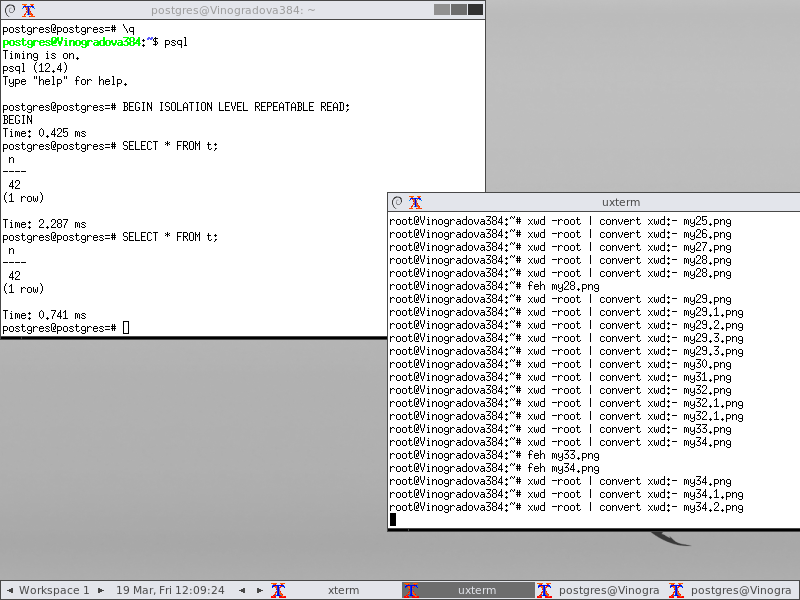 postgres@Vinogradova384: ~
postgres@postgres=# \q
postgres@Vinogradova384:~$ psql
Timing is on.
psql (12.4)
Type "help" for help.
postgres@postgres=# BEGIN ISOLATION LEVEL REPEATABLE READ;
BEGIN
Time: 0.425 ms
postgres@postgres=# SELECT * FROM t;
n
----
42
(1 row)
Time: 2.287 ms
postgres@postgres=# SELECT * FROM t;
n
----
42
(1 row)
Time: 0.741 ms
postgres@postgres=#
uxterm
root@Vinogradova384:~# xwd -root | convert xwd:- my25.png
root@Vinogradova384:~# xwd -root | convert xwd:- my26.png
root@Vinogradova384:~# xwd -root | convert xwd:- my27.png
root@Vinogradova384:~# xwd -root | convert xwd:- my28.png
root@Vinogradova384:~# xwd -root | convert xwd:- my28.png
root@Vinogradova384:~# feh my28.png
root@Vinogradova384:~# xwd -root | convert xwd:- my29.png
root@Vinogradova384:~# xwd -root | convert xwd:- my29.1.png
root@Vinogradova384:~# xwd -root | convert xwd:- my29.2.png
root@Vinogradova384:~# xwd -root | convert xwd:- my29.3.png
root@Vinogradova384:~# xwd -root | convert xwd:- my29.3.png
root@Vinogradova384:~# xwd -root | convert xwd:- my30.png
root@Vinogradova384:~# xwd -root | convert xwd:- my31.png
root@Vinogradova384:~# xwd -root | convert xwd:- my32.png
root@Vinogradova384:~# xwd -root | convert xwd:- my32.1.png
root@Vinogradova384:~# xwd -root | convert xwd:- my32.1.png
root@Vinogradova384:~# xwd -root | convert xwd:- my33.png
root@Vinogradova384:~# xwd -root | convert xwd:- my34.png
root@Vinogradova384:~# feh my33.png
root@Vinogradova384:~# feh my34.png
root@Vinogradova384:~# xwd -root | convert xwd:- my34.png
root@Vinogradova384:~# xwd -root | convert xwd:- my34.1.png
root@Vinogradova384:~# xwd -root | convert xwd:- my34.2.png
Workspace 1 19 Mar, Fri 12:09:24 xterm uxterm postgres@Vinogra postgres@Vinogra